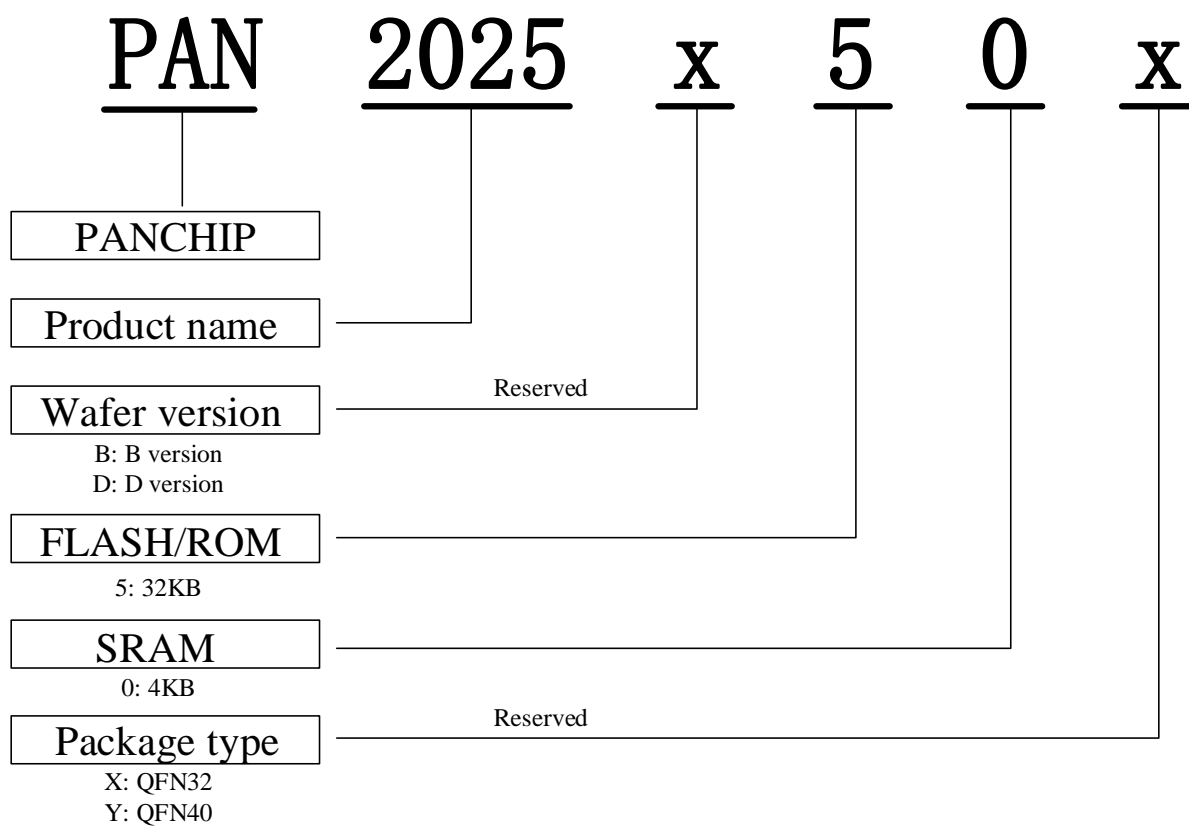 PAN 2025 x 5 0 x
PANCHIP
Product name
Reserved
Wafer version
B: B version
D: D version
FLASH/ROM
5: 32KB
SRAM
0: 4KB
Reserved
Package type
X: QFN32
Y: QFN40